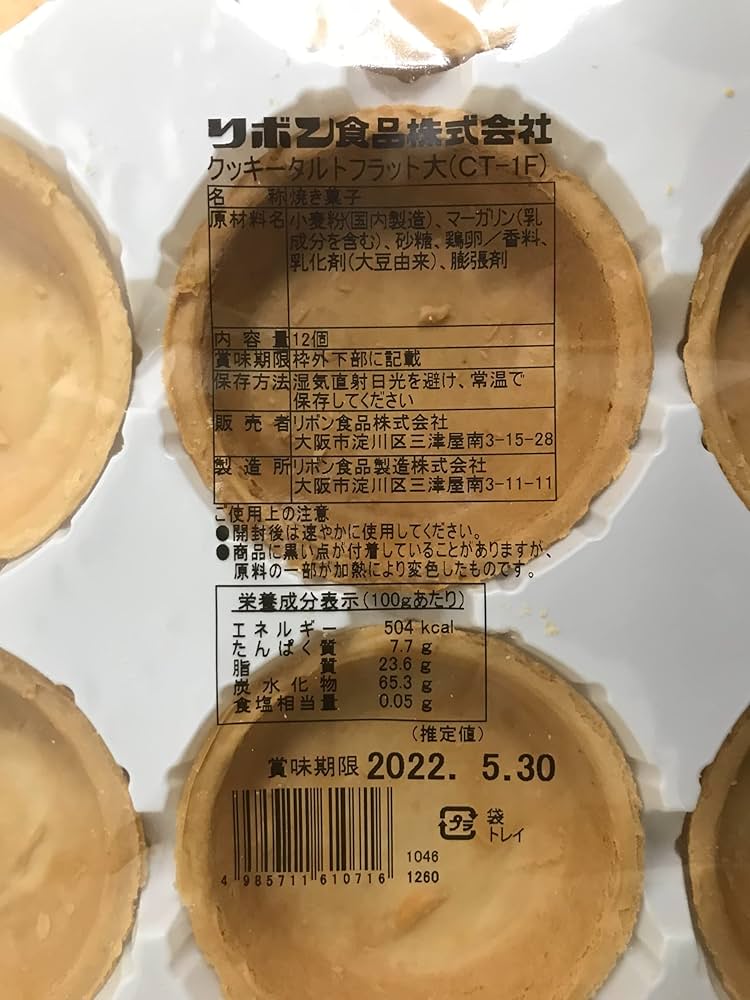 リボン食品株式会社
クッキータルトフラット大(CT-1F)
名称 焼き菓子
原材料名 小麦粉(国内製造)、マーガリン(乳
成分を含む)、砂糖、鶏卵／香料、
乳化剤(大豆由来)、膨張剤
内容量 12個
賞味期限 枠外下部に記載
保存方法 湿気直射日光を避け、常温で
保存してください
販売者 リボン食品株式会社
大阪市淀川区三津屋南3-15-28
製造所 リボン食品製造株式会社
大阪市淀川区三津屋南3-11-11
ご使用上の注意
●開封後は速やかに使用してください。
●商品に黒い点が付着していることがありますが、
原料の一部が加熱により変色したものです。
栄養成分表示(100gあたり)
エネルギー 504 kcal
たんぱく質 7.7 g
脂質 23.6 g
炭水化物 65.3 g
食塩相当量 0.05 g
(推定値)
賞味期限 2022. 5.30
プラ 袋
トレイ
1046
4 985711 610716 1260